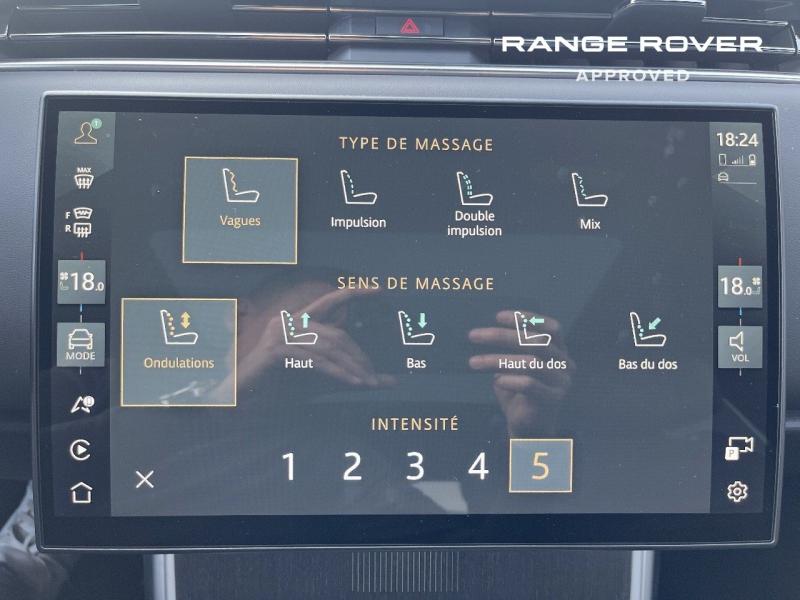 RANGE ROVER
APPROVED
TYPE DE MASSAGE
18:24
MAX
Vagues
Impulsion
Double
impulsion
Mix
F
R
SENS DE MASSAGE
18.0
18.0
MODE
VOL
Ondulations
Haut
Bas
Haut du dos
Bas du dos
INTENSITÉ
1 2 3 4 5
P